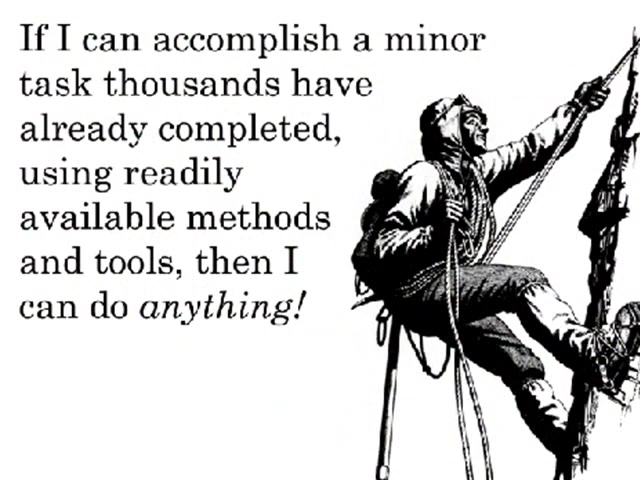 If I can accomplish a minor
task thousands have
already completed,
using readily
available methods
and tools, then I
can do anything!